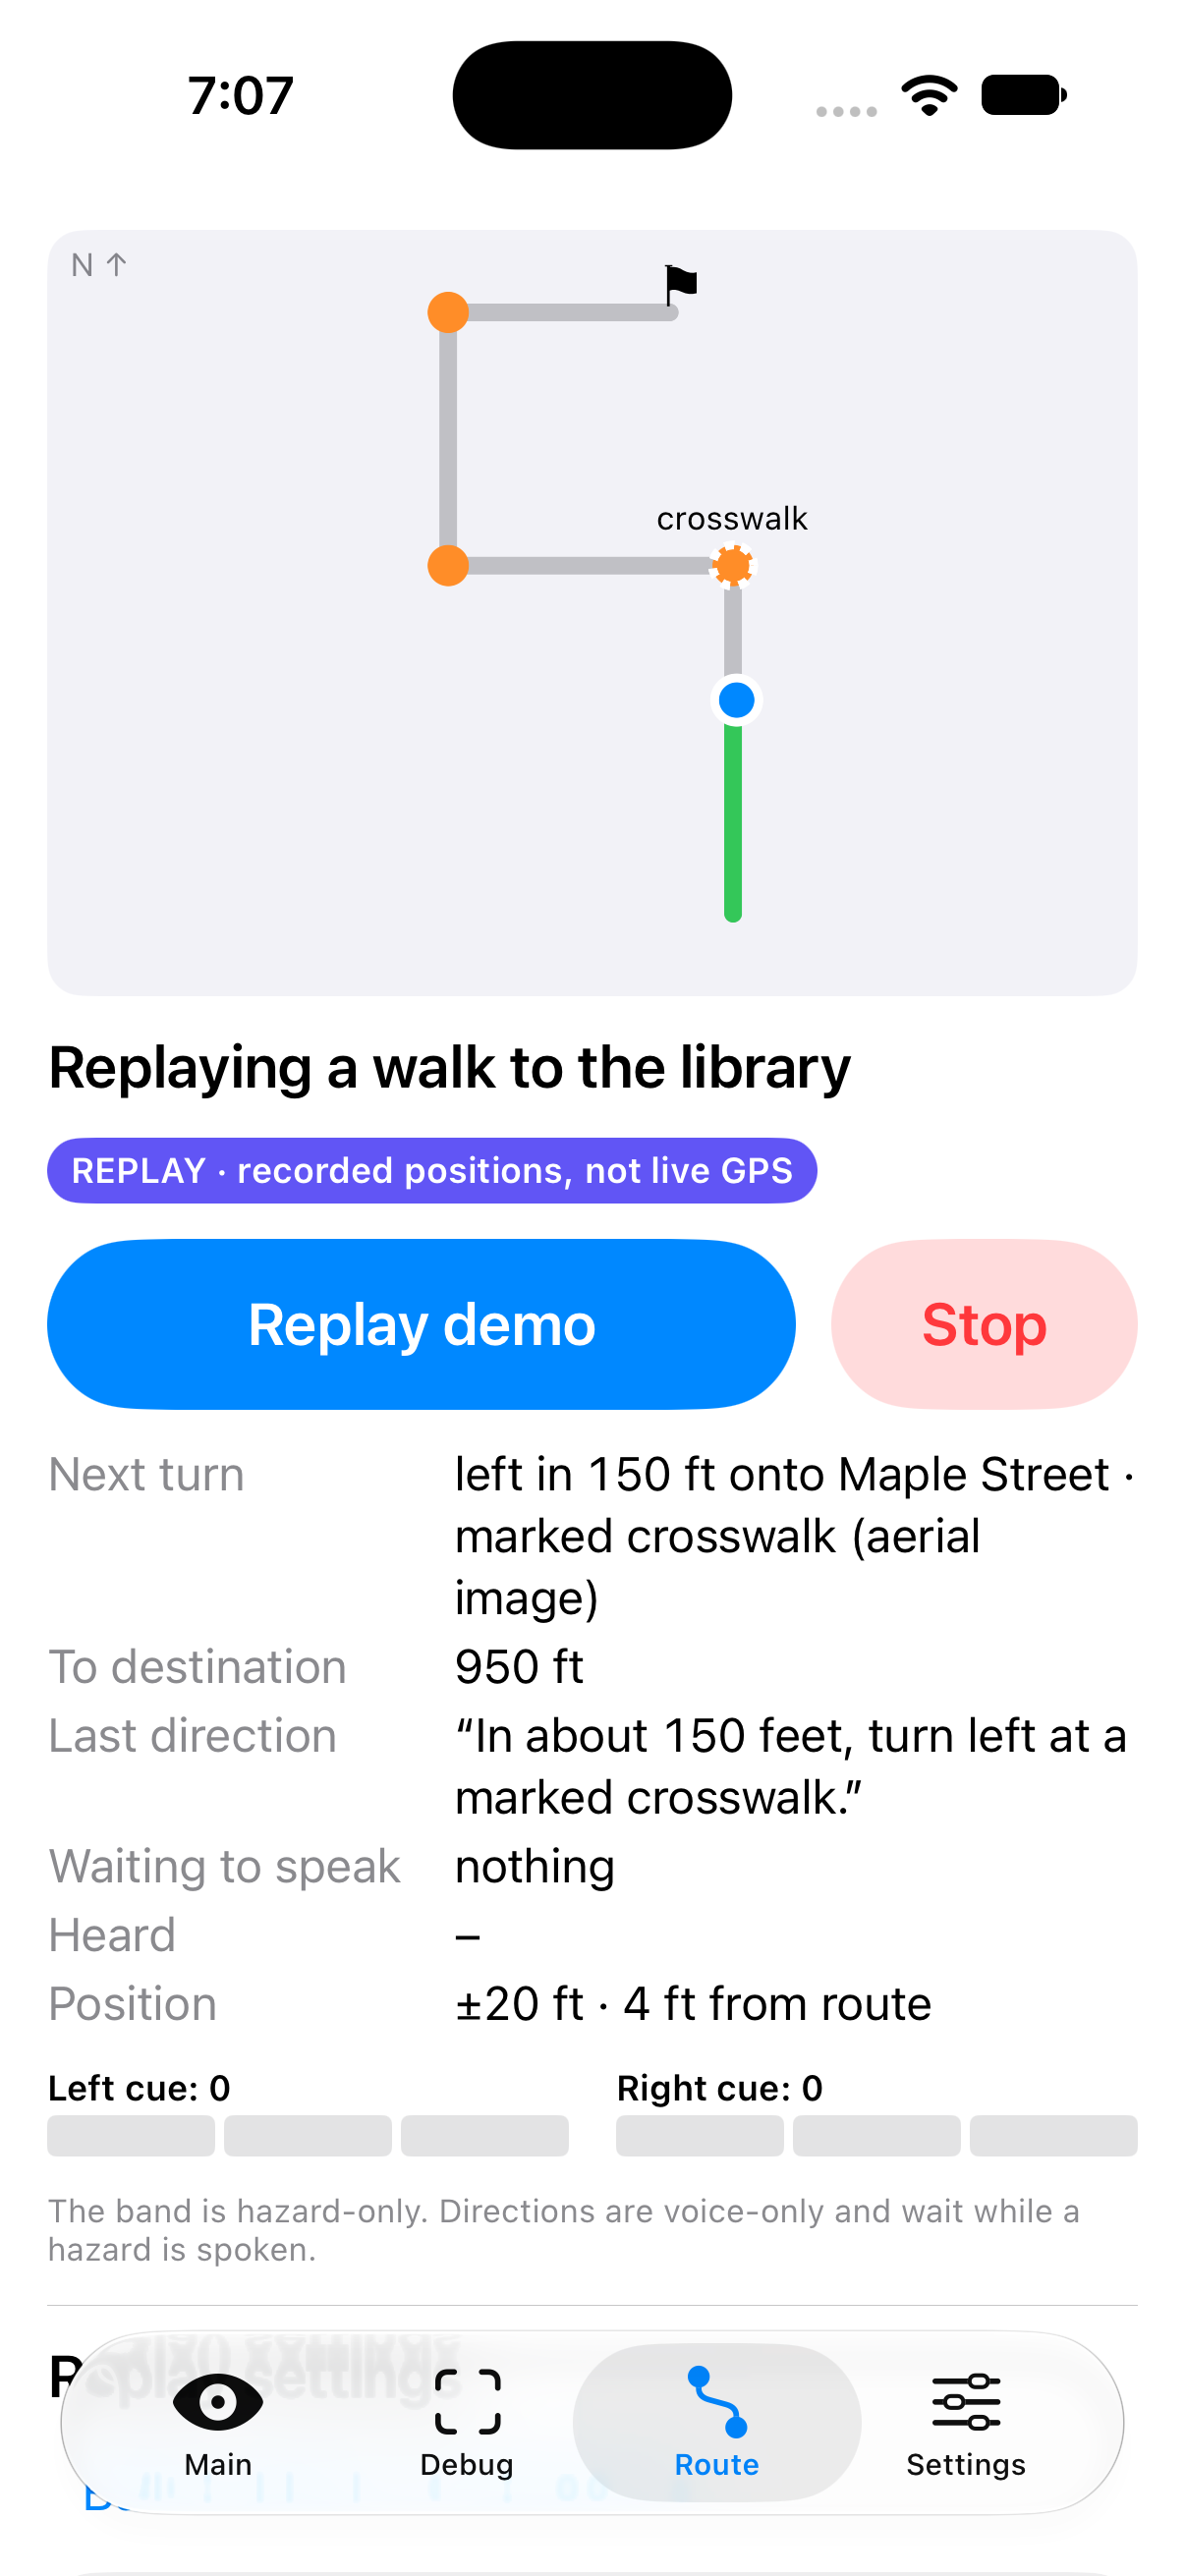 7:07
N ↑
crosswalk
Replaying a walk to the library
REPLAY · recorded positions, not live GPS
Replay demo
Stop
Next turn
left in 150 ft onto Maple Street ·
marked crosswalk (aerial
image)
To destination
950 ft
Last direction
“In about 150 feet, turn left at a
marked crosswalk.”
Waiting to speak
nothing
Heard
–
Position
±20 ft · 4 ft from route
Left cue: 0
Right cue: 0
The band is hazard-only. Directions are voice-only and wait while a
hazard is spoken.
Replay settings
Main
Debug
Route
Settings